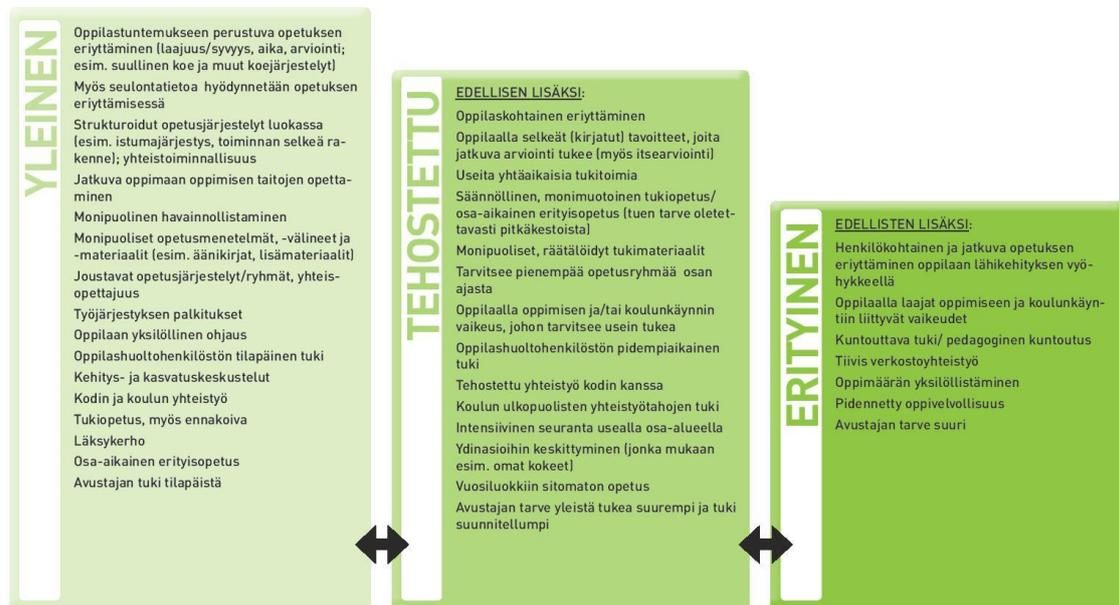 YLEINEN
Oppilastuntemukseen perustuva opetuksen
eriyttäminen (laajuus/syvyys, aika, arviointi;
esim. suullinen koe ja muut koejärjestelyt)
Myös seulontatietoa hyödynnetään opetuksen
eriyttämisessä
Strukturoidut opetusjärjestelyt luokassa
(esim. istumajärjestys, toiminnan selkeä ra-
kenne); yhteistoiminnallisuus
Jatkuva oppimaan oppimisen taitojen opetta-
minen
Monipuolinen havainnollistaminen
Monipuoliset opetusmenetelmät, -välineet ja
-materiaalit (esim. äänikirjat, lisämateriaalit)
Joustavat opetusjärjestelyt/ryhmät, yhteis-
opettajuus
Työjärjestyksen palkitukset
Oppilaan yksilöllinen ohjaus
Oppilashuoltohenkilöstön tilapäinen tuki
Kehitys- ja kasvatuskeskustelut
Kodin ja koulun yhteistyö
Tukiopetus, myös ennakoiva
Läksykerho
Osa-aikainen erityisopetus
Avustajan tuki tilapäistä
TEHOSTETTU
EDELLISEN LISÄKSI:
Oppilaskohtainen eriyttäminen
Oppilaalla selkeät (kirjatut) tavoitteet, joita
jatkuva arviointi tukee (myös itsearviointi)
Useita yhtäaikaisia tukitoimia
Säännöllinen, monimuotoinen tukiopetus/
osa-aikainen erityisopetus (tuen tarve oletet-
tavasti pitkäkestoista)
Monipuoliset, räätälöidyt tukimateriaalit
Tarvitsee pienempää opetusryhmää osan
ajasta
Oppilaalla oppimisen ja/tai koulunkäynnin
vaikeus, johon tarvitsee usein tukea
Oppilashuoltohenkilöstön pidempiaikainen
tuki
Tehostettu yhteistyö kodin kanssa
Koulun ulkopuolisten yhteistyötahojen tuki
Intensiivinen seuranta usealla osa-alueella
Ydinasioihin keskittyminen (jonka mukaan
esim. omat kokeet)
Vuosiluokkiin sitomaton opetus
Avustajan tarve yleistä tukea suurempi ja tuki
suunnitellumpi
ERITYINEN
EDELLISTEN LISÄKSI:
Henkilökohtainen ja jatkuva opetuksen
eriyttäminen oppilaan lähikehityksen vyö-
hykkeellä
Oppilaalla laajat oppimiseen ja koulunkäyn-
tiin liittyvät vaikeudet
Kuntouttava tuki/ pedagoginen kuntoutus
Tiivis verkostoyhteistyö
Oppimäärän yksilöllistäminen
Pidennetty oppivelvollisuus
Avustajan tarve suuri